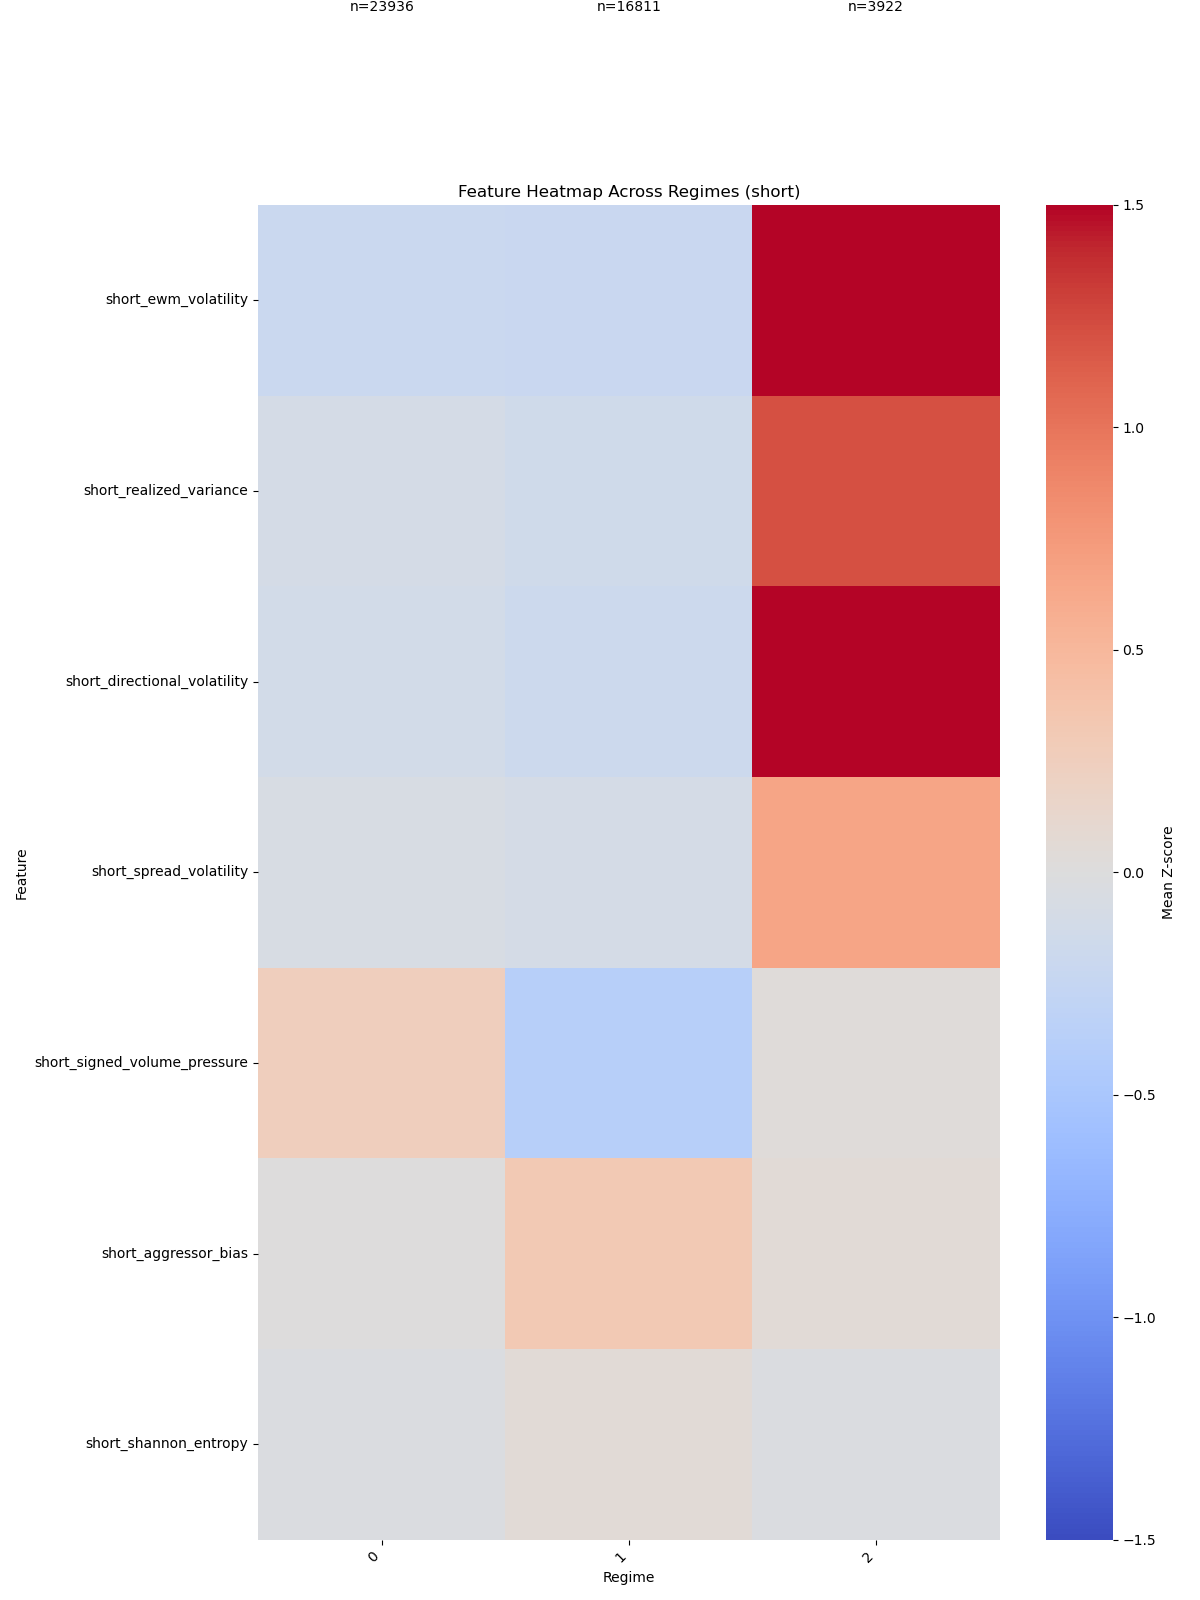 n=23936
n=16811
n=3922
Feature Heatmap Across Regimes (short)
short_ewm_volatility
short_realized_variance
short_directional_volatility
short_spread_volatility
short_signed_volume_pressure
short_aggressor_bias
short_shannon_entropy
Feature
0
1
2
Regime
1.5
1.0
0.5
0.0
−0.5
−1.0
−1.5
Mean Z-score